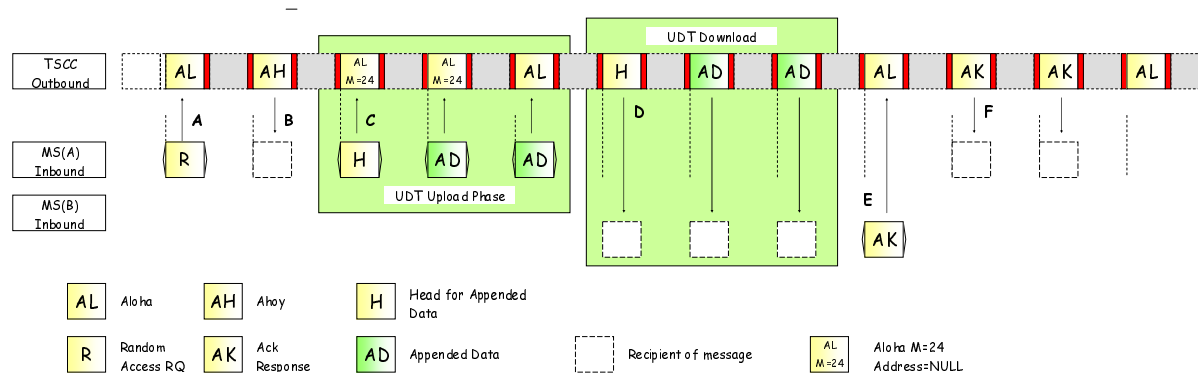 UDT Download
TSCC
Outbound
AL
AH
AL
M=24
AL
M=24
AL
H
AD
AD
AL
AK
AK
AL
A
B
C
D
F
MS(A)
Inbound
R
H
AD
AD
UDT Upload Phase
MS(B)
Inbound
E
AK
AL
Aloha
AH
Ahoy
H
Head for Appended
Data
R
Random
Access RQ
AK
Ack
Response
AD
Appended Data
Recipient of message
AL
M=24
Aloha M=24
Address=NULL